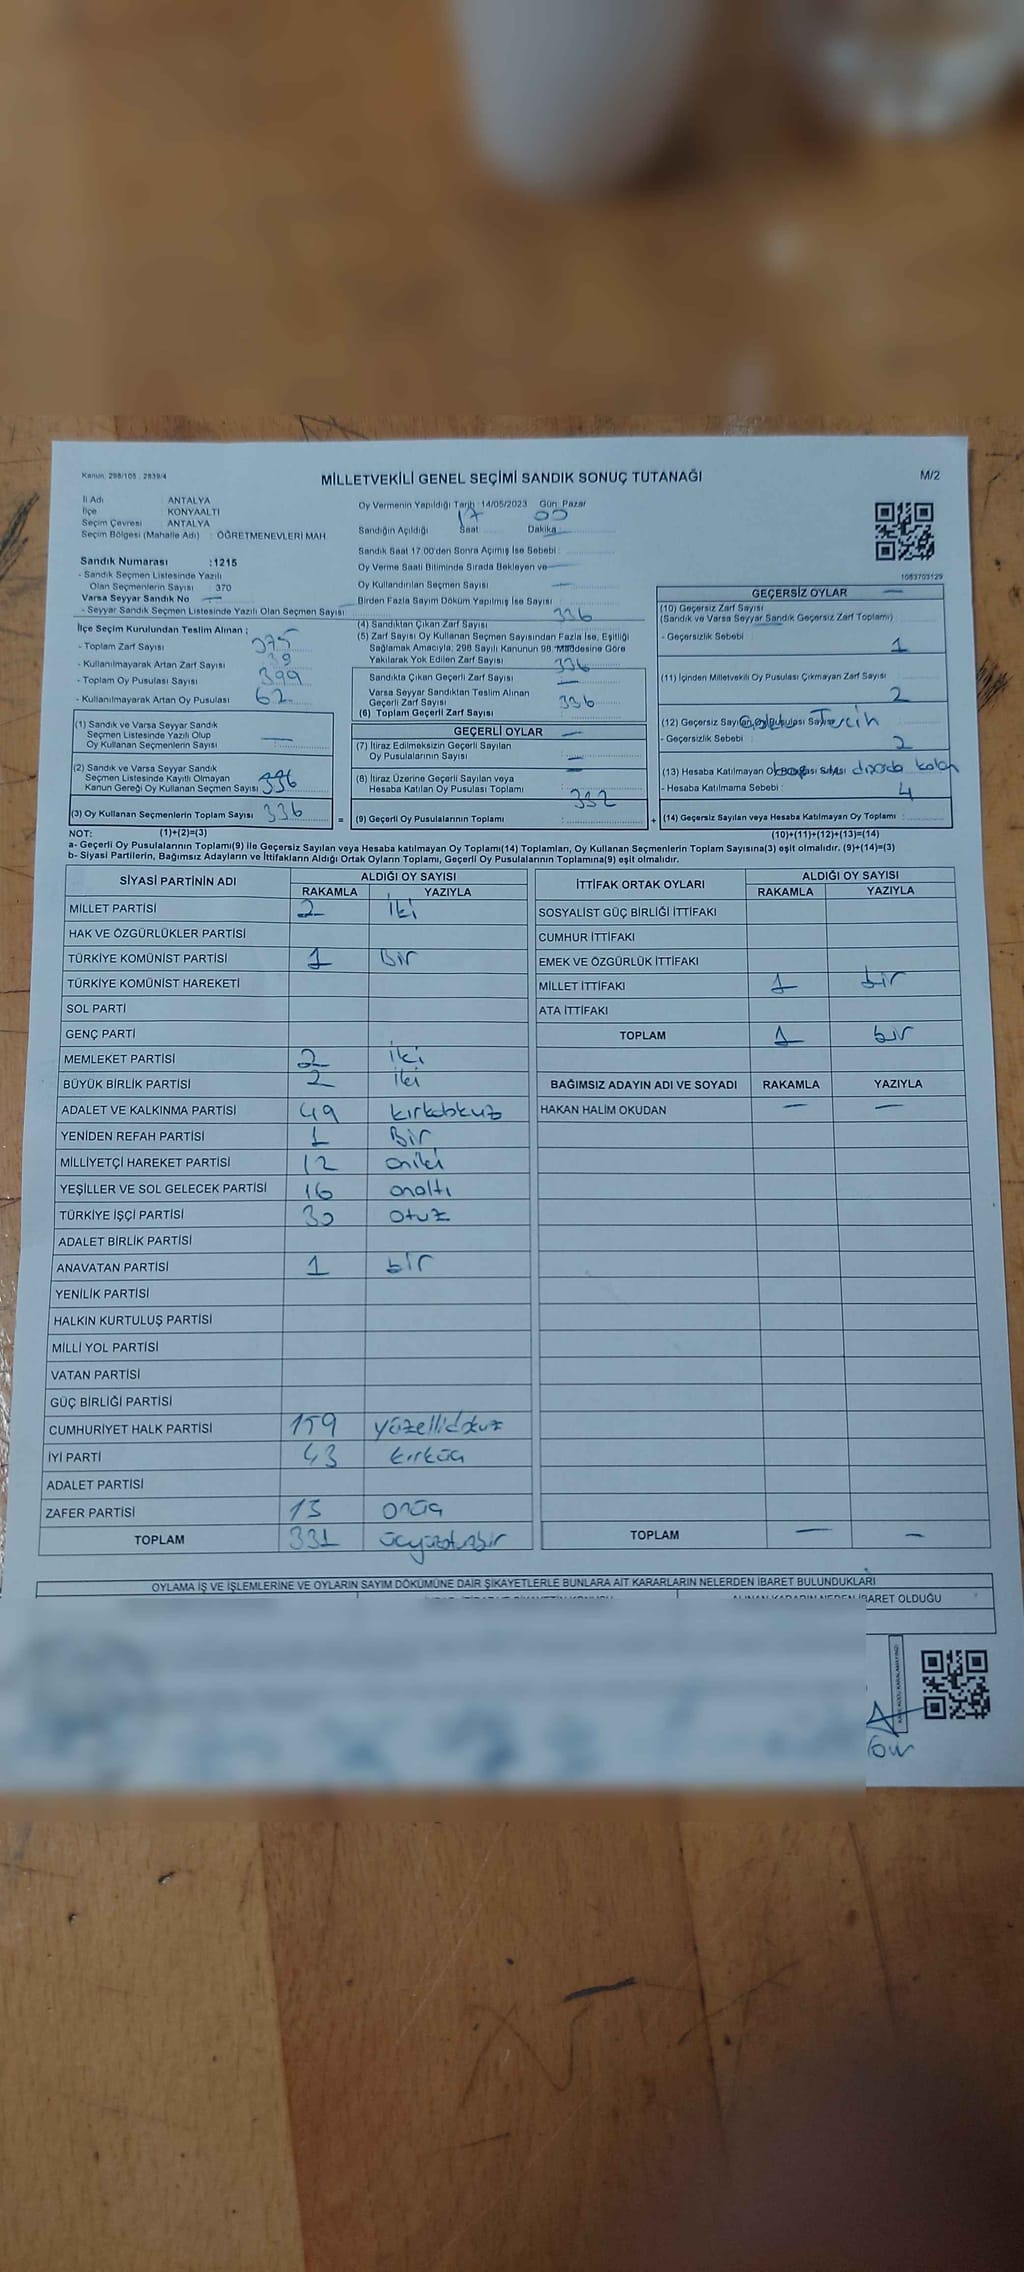 Kanun: 298/105 , 2839/4
MİLLETVEKİLİ GENEL SEÇİMİ SANDIK SONUÇ TUTANAĞI
M/2
İl Adı : ANTALYA
İlçe : KONYAALTI
Seçim Çevresi : ANTALYA
Seçim Bölgesi (Mahalle Adı) : ÖĞRETMENEVLERİ MAH.
Sandık Numarası :1215
- Sandık Seçmen Listesinde Yazılı
Olan Seçmenlerin Sayısı : 370
Varsa Seyyar Sandık No : —
- Seyyar Sandık Seçmen Listesinde Yazılı Olan Seçmen Sayısı : —
Oy Vermenin Yapıldığı Tarih :14/05/2023 Gün: Pazar
Sandığın Açıldığı Saat 17 Dakika 00
Sandık Saat 17.00'den Sonra Açılmış İse Sebebi :
Oy Verme Saati Bitiminde Sırada Bekleyen ve —
Oy Kullandırılan Seçmen Sayısı : —
Birden Fazla Sayım Döküm Yapılmış İse Sayısı :
1083703129
İlçe Seçim Kurulundan Teslim Alınan ;
- Toplam Zarf Sayısı : 375
- Kullanılmayarak Artan Zarf Sayısı : 39
- Toplam Oy Pusulası Sayısı : 399
- Kullanılmayarak Artan Oy Pusulası : 62
(1) Sandık ve Varsa Seyyar Sandık
Seçmen Listesinde Yazılı Olup
Oy Kullanan Seçmenlerin Sayısı : —
(2) Sandık ve Varsa Seyyar Sandık
Seçmen Listesinde Kayıtlı Olmayan
Kanun Gereği Oy Kullanan Seçmen Sayısı : 336
(3) Oy Kullanan Seçmenlerin Toplam Sayısı : 336
(4) Sandıktan Çıkan Zarf Sayısı : 336
(5) Zarf Sayısı Oy Kullanan Seçmen Sayısından Fazla İse, Eşitliği
Sağlamak Amacıyla, 298 Sayılı Kanunun 98. Maddesine Göre
Yakılarak Yok Edilen Zarf Sayısı :
336
Sandıkta Çıkan Geçerli Zarf Sayısı :
—
Varsa Seyyar Sandıktan Teslim Alınan
Geçerli Zarf Sayısı :
336
(6) Toplam Geçerli Zarf Sayısı :
GEÇERLİ OYLAR
—
(7) İtiraz Edilmeksizin Geçerli Sayılan
Oy Pusulalarının Sayısı : —
(8) İtiraz Üzerine Geçerli Sayılan veya
Hesaba Katılan Oy Pusulası Toplamı :
332
(9) Geçerli Oy Pusulalarının Toplamı :
GEÇERSİZ OYLAR
—
(10) Geçersiz Zarf Sayısı
(Sandık ve Varsa Seyyar Sandık Geçersiz Zarf Toplamı) :
- Geçersizlik Sebebi :
1
(11) İçinden Milletvekili Oy Pusulası Çıkmayan Zarf Sayısı :
2
(12) Geçersiz Sayılan Oy Pusulası Sayısı : Tercih
- Geçersizlik Sebebi :
2
(13) Hesaba Katılmayan Oy Pusulası Sayısı dışarda kalan
- Hesaba Katılmama Sebebi :
4
(14) Geçersiz Sayılan veya Hesaba Katılmayan Oy Toplamı :
NOT: (1)+(2)=(3)
(10)+(11)+(12)+(13)=(14)
a- Geçerli Oy Pusulalarının Toplamı(9) ile Geçersiz Sayılan veya Hesaba katılmayan Oy Toplamı(14) Toplamları, Oy Kullanan Seçmenlerin Toplam Sayısına(3) eşit olmalıdır. (9)+(14)=(3)
b- Siyasi Partilerin, Bağımsız Adayların ve İttifakların Aldığı Ortak Oyların Toplamı, Geçerli Oy Pusulalarının Toplamına(9) eşit olmalıdır.
SİYASİ PARTİNİN ADI
ALDIĞI OY SAYISI
RAKAMLA YAZIYLA
MİLLET PARTİSİ 2 iki
HAK VE ÖZGÜRLÜKLER PARTİSİ
TÜRKİYE KOMÜNİST PARTİSİ 1 Bir
TÜRKİYE KOMÜNİST HAREKETİ
SOL PARTİ
GENÇ PARTİ
MEMLEKET PARTİSİ 2 iki
BÜYÜK BİRLİK PARTİSİ 2 iki
ADALET VE KALKINMA PARTİSİ 49 kırkdokuz
YENİDEN REFAH PARTİSİ 1 Bir
MİLLİYETÇİ HAREKET PARTİSİ 12 oniki
YEŞİLLER VE SOL GELECEK PARTİSİ 16 onaltı
TÜRKİYE İŞÇİ PARTİSİ 30 otuz
ADALET BİRLİK PARTİSİ
ANAVATAN PARTİSİ 1 bir
YENİLİK PARTİSİ
HALKIN KURTULUŞ PARTİSİ
MİLLİ YOL PARTİSİ
VATAN PARTİSİ
GÜÇ BİRLİĞİ PARTİSİ
CUMHURİYET HALK PARTİSİ 159 yüzellidokuz
İYİ PARTİ 43 kırküç
ADALET PARTİSİ
ZAFER PARTİSİ 13 onüç
TOPLAM 331 üçyüzotuzbir
İTTİFAK ORTAK OYLARI
ALDIĞI OY SAYISI
RAKAMLA YAZIYLA
SOSYALİST GÜÇ BİRLİĞİ İTTİFAKI
CUMHUR İTTİFAKI
EMEK VE ÖZGÜRLÜK İTTİFAKI
MİLLET İTTİFAKI 1 bir
ATA İTTİFAKI
TOPLAM 1 bir
BAĞIMSIZ ADAYIN ADI VE SOYADI RAKAMLA YAZIYLA
HAKAN HALİM OKUDAN — —
TOPLAM — —
OYLAMA İŞ VE İŞLEMLERİNE VE OYLARIN SAYIM DÖKÜMÜNE DAİR ŞİKAYETLERLE BUNLARA AİT KARARLARIN NELERDEN İBARET BULUNDUKLARI
ALINAN KARARIN NEDEN İBARET OLDUĞU